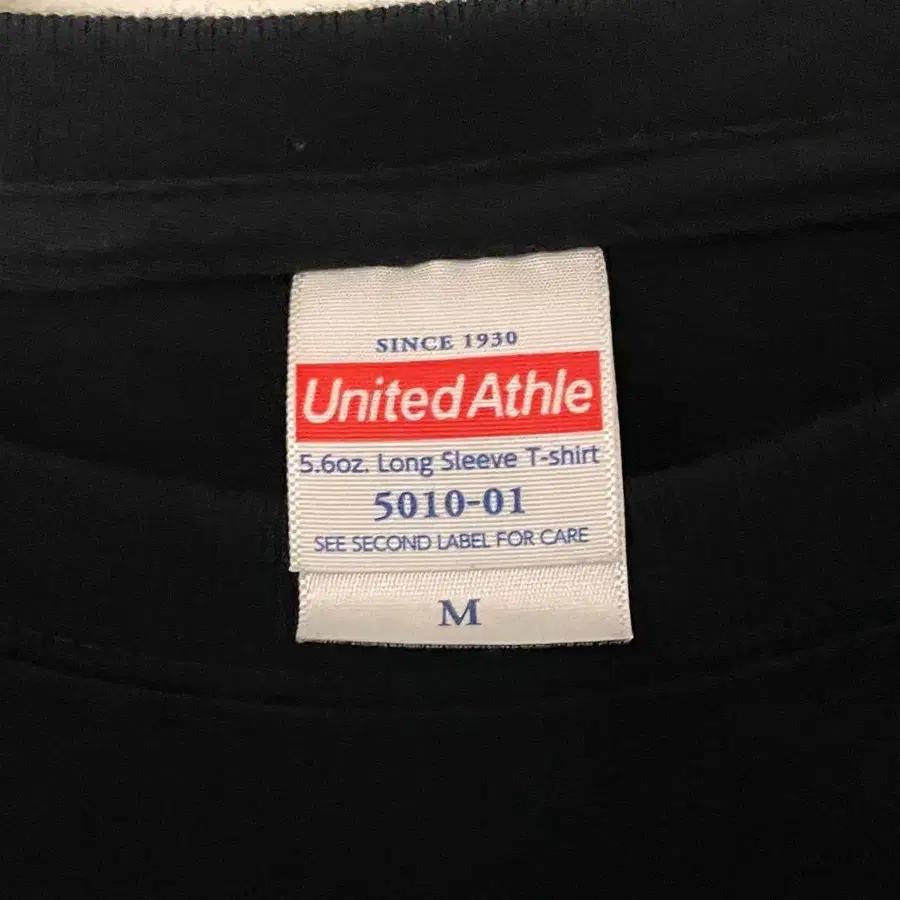 SINCE 1930
United Athle
5.6oz. Long Sleeve T-shirt
5010-01
SEE SECOND LABEL FOR CARE
M